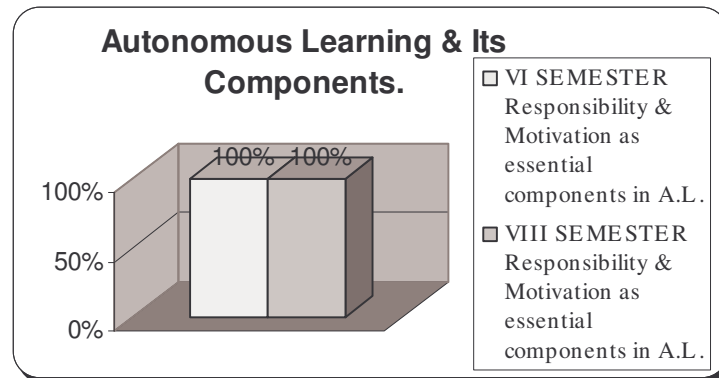 Autonomous Learning & Its
Components.
100% 100%
100%
50%
0%
VI SEMESTER
Responsibility &
Motivation as
essential
components in A.L.
VIII SEMESTER
Responsibility &
Motivation as
essential
components in A.L.